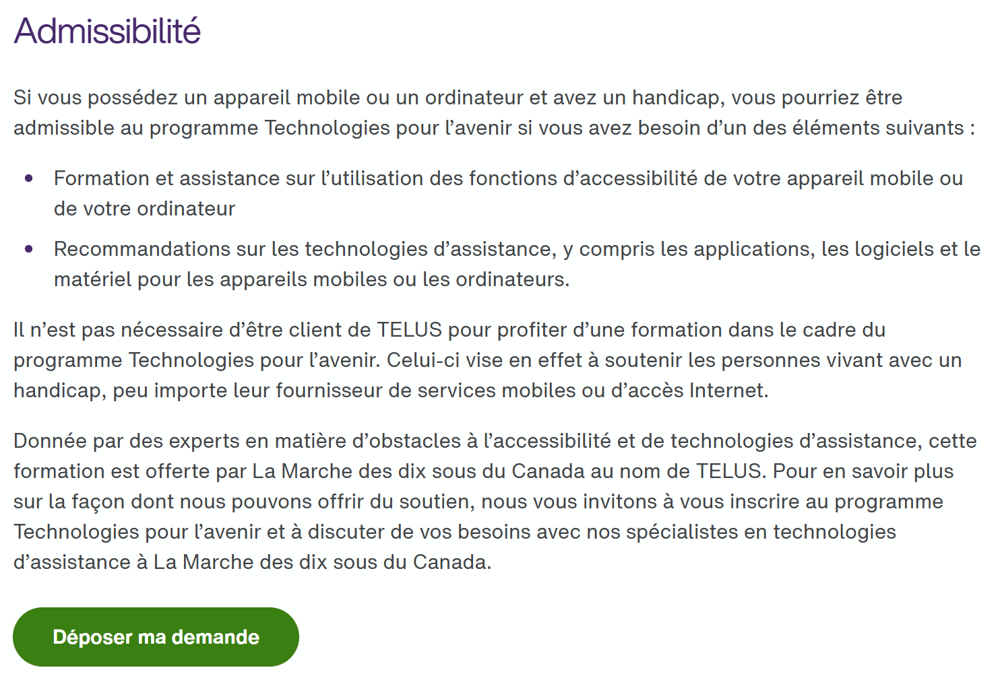 Admissibilité
Si vous possédez un appareil mobile ou un ordinateur et avez un handicap, vous pourriez être
admissible au programme Technologies pour l’avenir si vous avez besoin d’un des éléments suivants :
• Formation et assistance sur l’utilisation des fonctions d’accessibilité de votre appareil mobile ou
de votre ordinateur
• Recommandations sur les technologies d’assistance, y compris les applications, les logiciels et le
matériel pour les appareils mobiles ou les ordinateurs.
Il n’est pas nécessaire d’être client de TELUS pour profiter d’une formation dans le cadre du
programme Technologies pour l’avenir. Celui-ci vise en effet à soutenir les personnes vivant avec un
handicap, peu importe leur fournisseur de services mobiles ou d’accès Internet.
Donnée par des experts en matière d’obstacles à l’accessibilité et de technologies d’assistance, cette
formation est offerte par La Marche des dix sous du Canada au nom de TELUS. Pour en savoir plus
sur la façon dont nous pouvons offrir du soutien, nous vous invitons à vous inscrire au programme
Technologies pour l’avenir et à discuter de vos besoins avec nos spécialistes en technologies
d’assistance à La Marche des dix sous du Canada.
Déposer ma demande